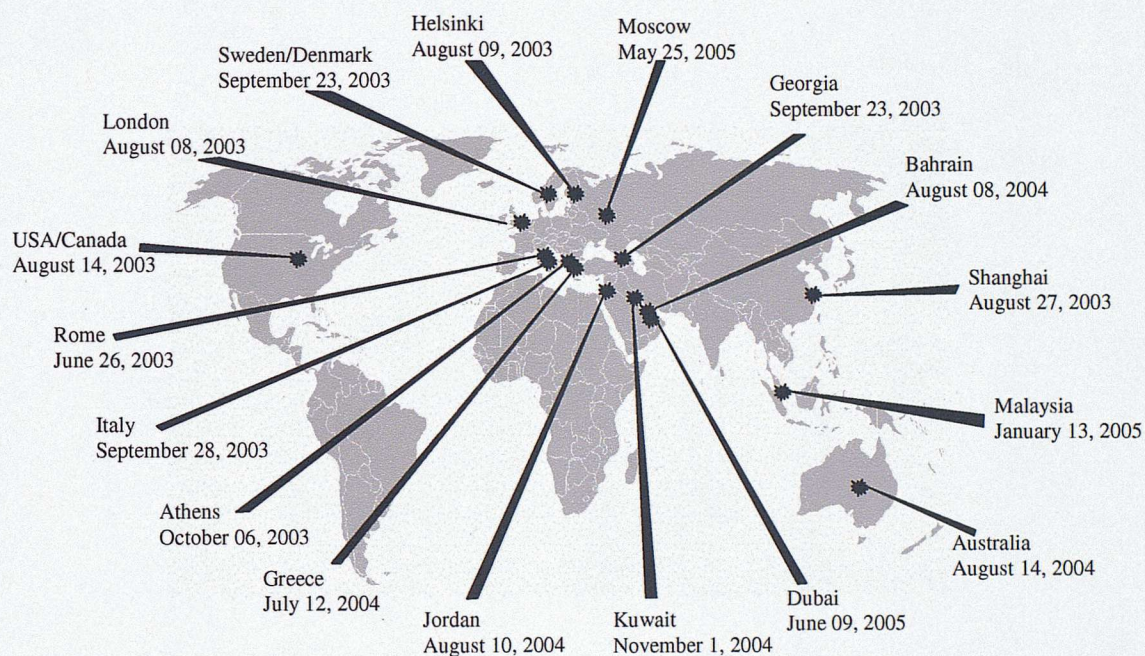 Helsinki
August 09, 2003
Moscow
May 25, 2005
Sweden/Denmark
September 23, 2003
Georgia
September 23, 2003
London
August 08, 2003
Bahrain
August 08, 2004
USA/Canada
August 14, 2003
Shanghai
August 27, 2003
Rome
June 26, 2003
Malaysia
January 13, 2005
Italy
September 28, 2003
Athens
October 06, 2003
Australia
August 14, 2004
Greece
July 12, 2004
Jordan
August 10, 2004
Kuwait
November 1, 2004
Dubai
June 09, 2005